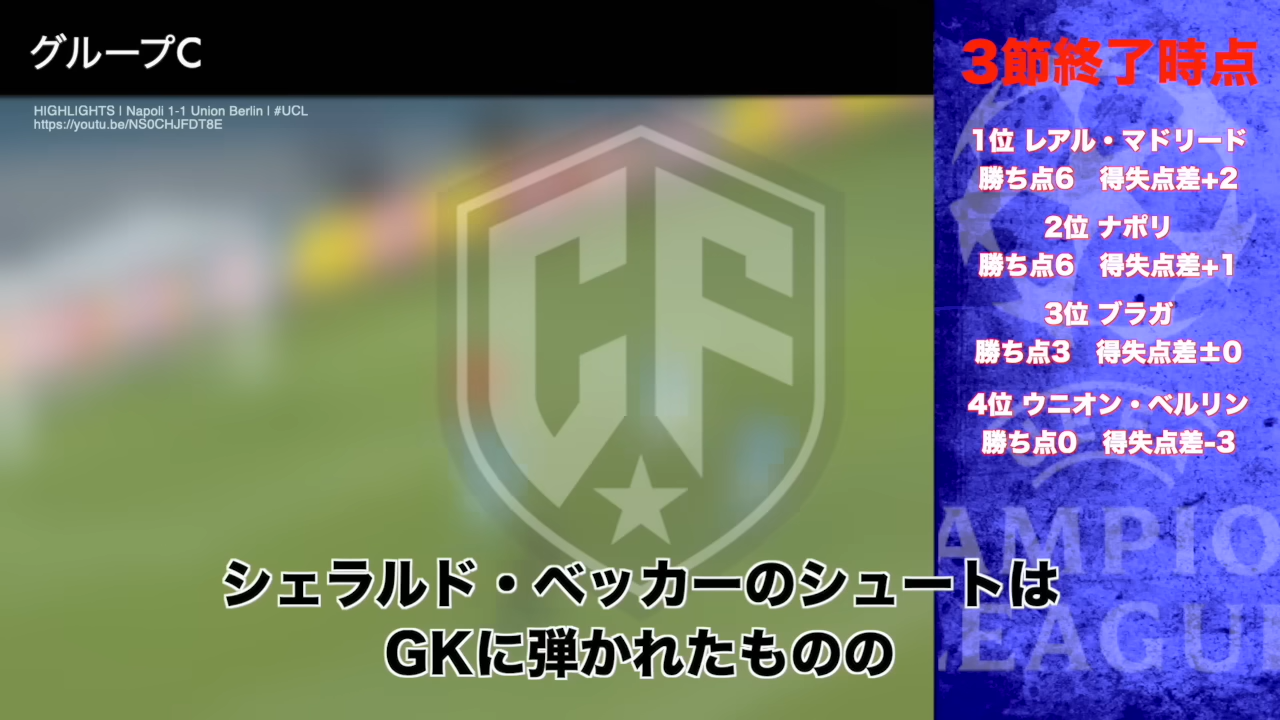 グループC
HIGHLIGHTS | Napoli 1-1 Union Berlin | #UCL
https://youtu.be/NS0CHJFDT8E
CF
シェラルド・ベッカーのシュートは
GKに弾かれたものの
3節終了時点
1位 レアル・マドリード
勝ち点6 得失点差+2
2位 ナポリ
勝ち点6 得失点差+1
3位 ブラガ
勝ち点3 得失点差±0
4位 ウニオン・ベルリン
勝ち点0 得失点差-3
UEFA
AMPIO
LEAGU